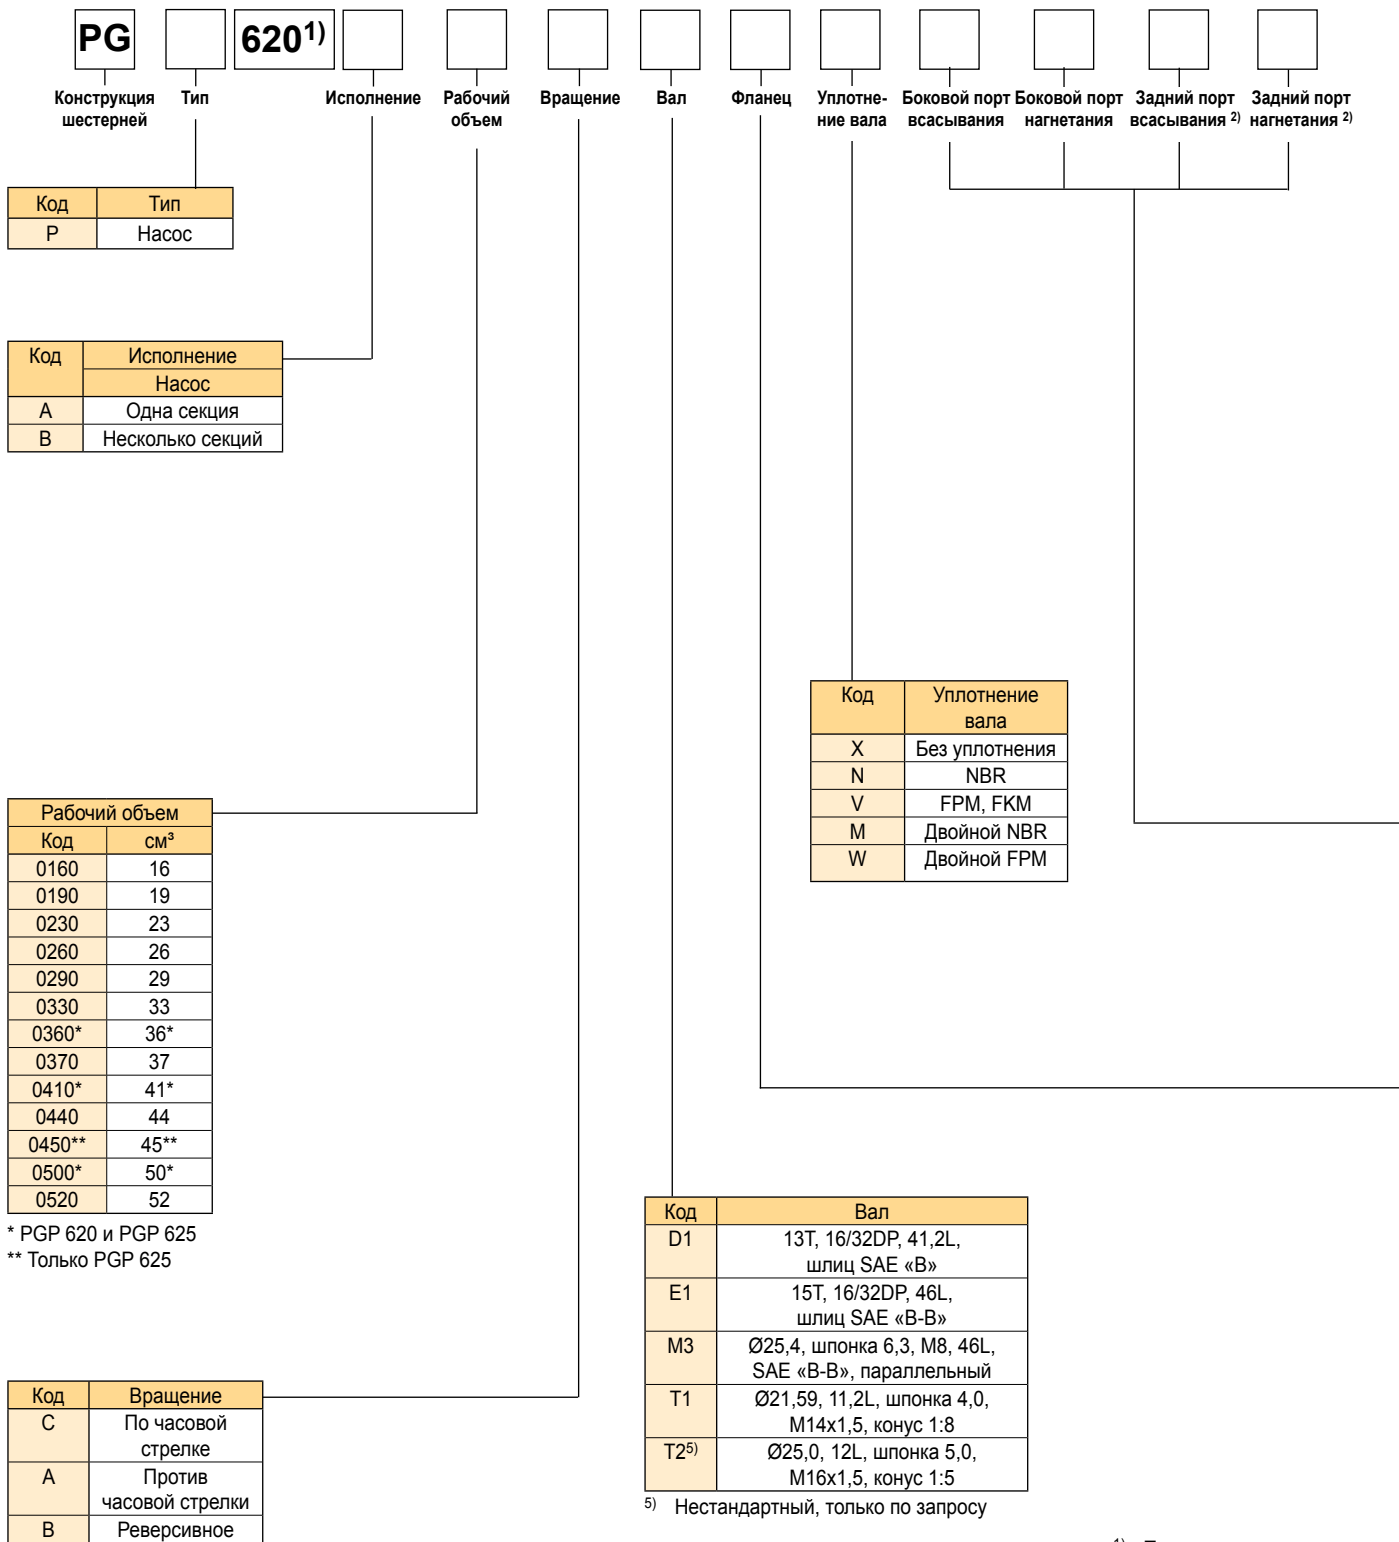 PG 620¹⁾
Конструкция шестерней
Тип
Исполнение
Рабочий объем
Вращение
Вал
Фланец
Уплотне-
ние вала
Боковой порт всасывания
Боковой порт нагнетания
Задний порт всасывания ²⁾
Задний порт нагнетания ²⁾
Код Тип
P Насос
Код Исполнение
Насос
A Одна секция
B Несколько секций
Код Уплотнение
вала
X Без уплотнения
N NBR
V FPM, FKM
M Двойной NBR
W Двойной FPM
Рабочий объем
Код см³
0160 16
0190 19
0230 23
0260 26
0290 29
0330 33
0360* 36*
0370 37
0410* 41*
0440 44
0450** 45**
0500* 50*
0520 52
* PGP 620 и PGP 625
** Только PGP 625
Код Вал
D1 13T, 16/32DP, 41,2L,
шлиц SAE «B»
E1 15T, 16/32DP, 46L,
шлиц SAE «B-B»
M3 Ø25,4, шпонка 6,3, M8, 46L,
SAE «B-B», параллельный
T1 Ø21,59, 11,2L, шпонка 4,0,
M14x1,5, конус 1:8
T2⁵⁾ Ø25,0, 12L, шпонка 5,0,
M16x1,5, конус 1:5
⁵⁾ Нестандартный, только по запросу
Код Вращение
C По часовой
стрелке
A Против
часовой стрелки
B Реверсивное